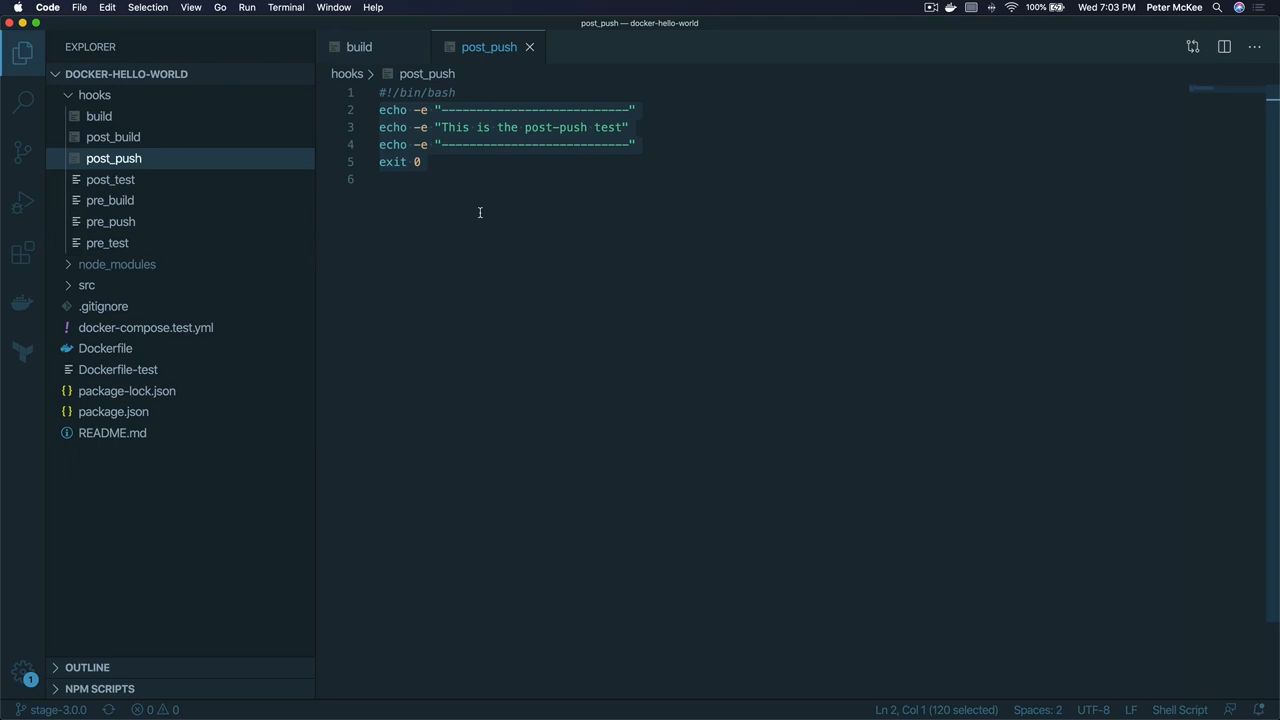 Code File Edit Selection View Go Run Terminal Window Help 100% Wed 7:03 PM Peter McKee
post_push — docker-hello-world
EXPLORER
build
post_push
DOCKER-HELLO-WORLD
hooks
build
post_build
post_push
post_test
pre_build
pre_push
pre_test
node_modules
src
.gitignore
! docker-compose.test.yml
Dockerfile
Dockerfile-test
{} package-lock.json
{} package.json
README.md
OUTLINE
NPM SCRIPTS
hooks > post_push
1 #!/bin/bash
2 echo -e "---------------------------"
3 echo -e "This is the post-push test"
4 echo -e "---------------------------"
5 exit 0
6
1
stage-3.0.0 0 0 Ln 2, Col 1 (120 selected) Spaces: 2 UTF-8 LF Shell Script